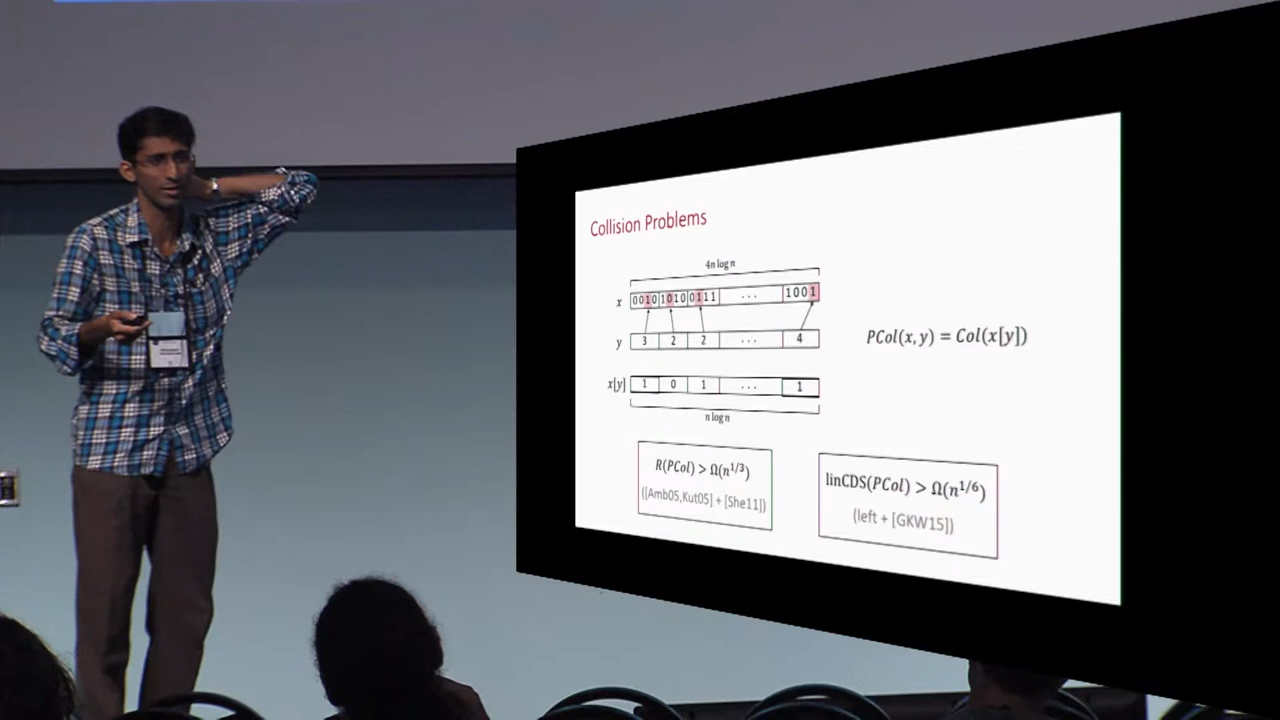 Collision Problems
4n log n
x 0010 1010 0111 ... 1001
y 3 2 2 ... 4
PCol(x, y) = Col(x[y])
x[y] 1 0 1 ... 1
n log n
R(PCol) > Ω(n^{1/3})
([Amb05,Kut05] + [She11])
linCDS(PCol) > Ω(n^{1/6})
(left + [GKW15])